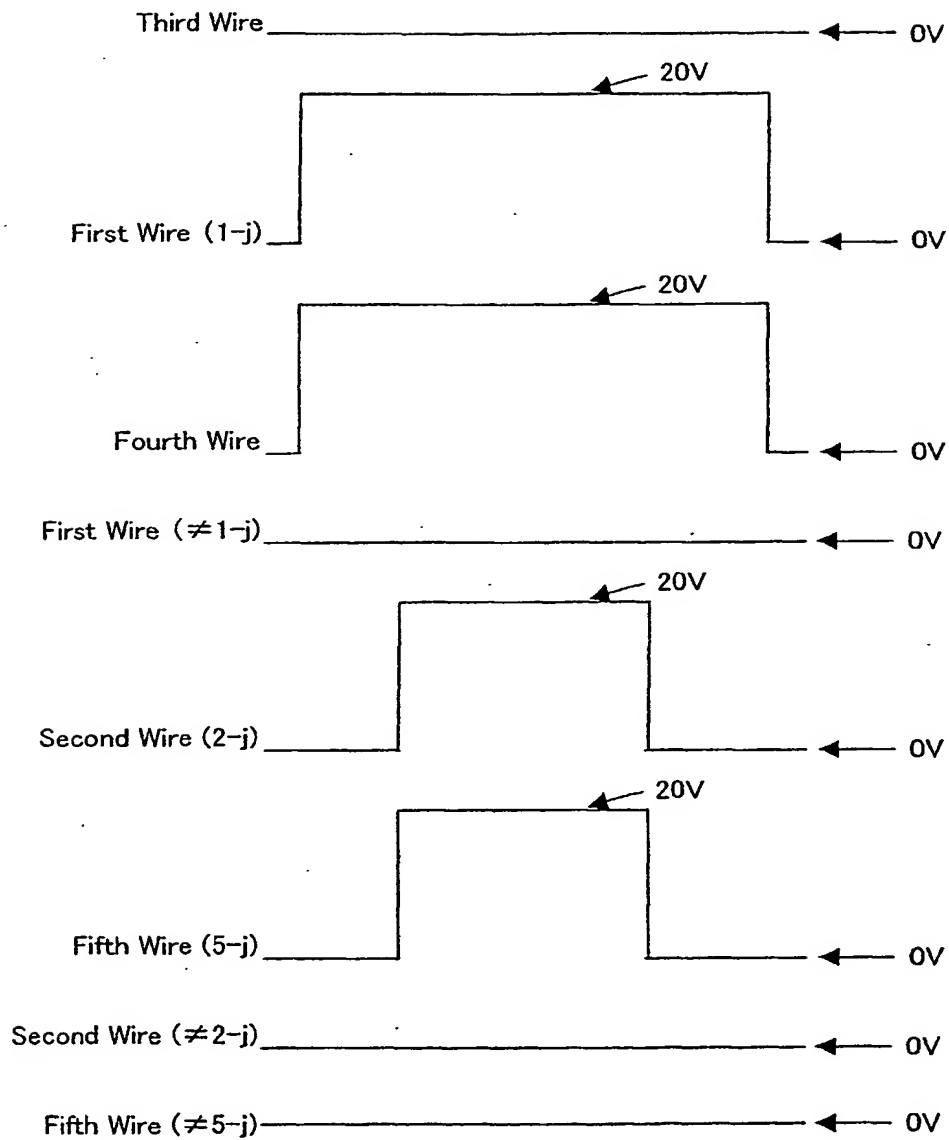 Third Wire 0V
20V
First Wire (1-j) 0V
20V
Fourth Wire 0V
First Wire (≠1-j) 0V
20V
Second Wire (2-j) 0V
20V
Fifth Wire (5-j) 0V
Second Wire (≠2-j) 0V
Fifth Wire (≠5-j) 0V